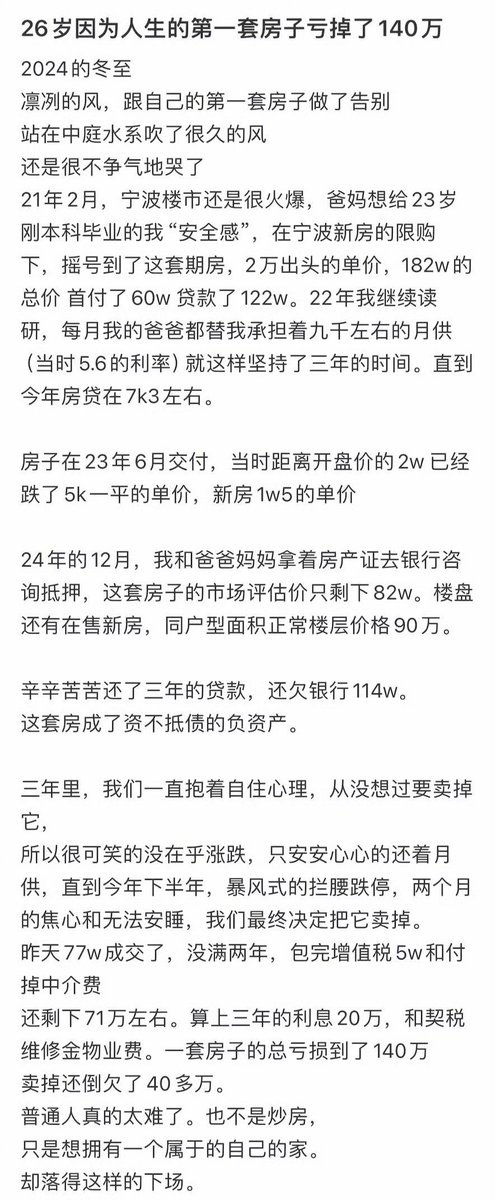 26岁因为人生的第一套房子亏掉了140万
2024的冬至
凛冽的风，跟自己的第一套房子做了告别
站在中庭水系吹了很久的风
还是很不争气地哭了
21年2月，宁波楼市还是很火爆，爸妈想给23岁
刚本科毕业的我“安全感”，在宁波新房的限购
下，摇号到了这套期房，2万出头的单价，182w的
总价 首付了60w 贷款了122w。22年我继续读
研，每月我的爸爸都替我承担着九千左右的月供
（当时5.6的利率）就这样坚持了三年的时间。直到
今年房贷在7k3左右。
房子在23年6月交付，当时距离开盘价的2w 已经
跌了5k一平的单价，新房1w5的单价
24年的12月，我和爸爸妈妈拿着房产证去银行咨
询抵押，这套房子的市场评估价只剩下82w。楼盘
还有在售新房，同户型面积正常楼层价格90万。
辛辛苦苦还了三年的贷款，还欠银行114w。
这套房成了资不抵债的负资产。
三年里，我们一直抱着自住心理，从没想过要卖掉
它，
所以很可笑的没在乎涨跌，只安安心心的还着月
供，直到今年下半年，暴风式的拦腰跌停，两个月
的焦心和无法安睡，我们最终决定把它卖掉。
昨天77w成交了，没满两年，包完增值税5w和付
掉中介费
还剩下71万左右。算上三年的利息20万，和契税
维修金物业费。一套房子的总亏损到了140万
卖掉还倒欠了40多万。
普通人真的太难了。也不是炒房，
只是想拥有一个属于的自己的家。
却落得这样的下场。